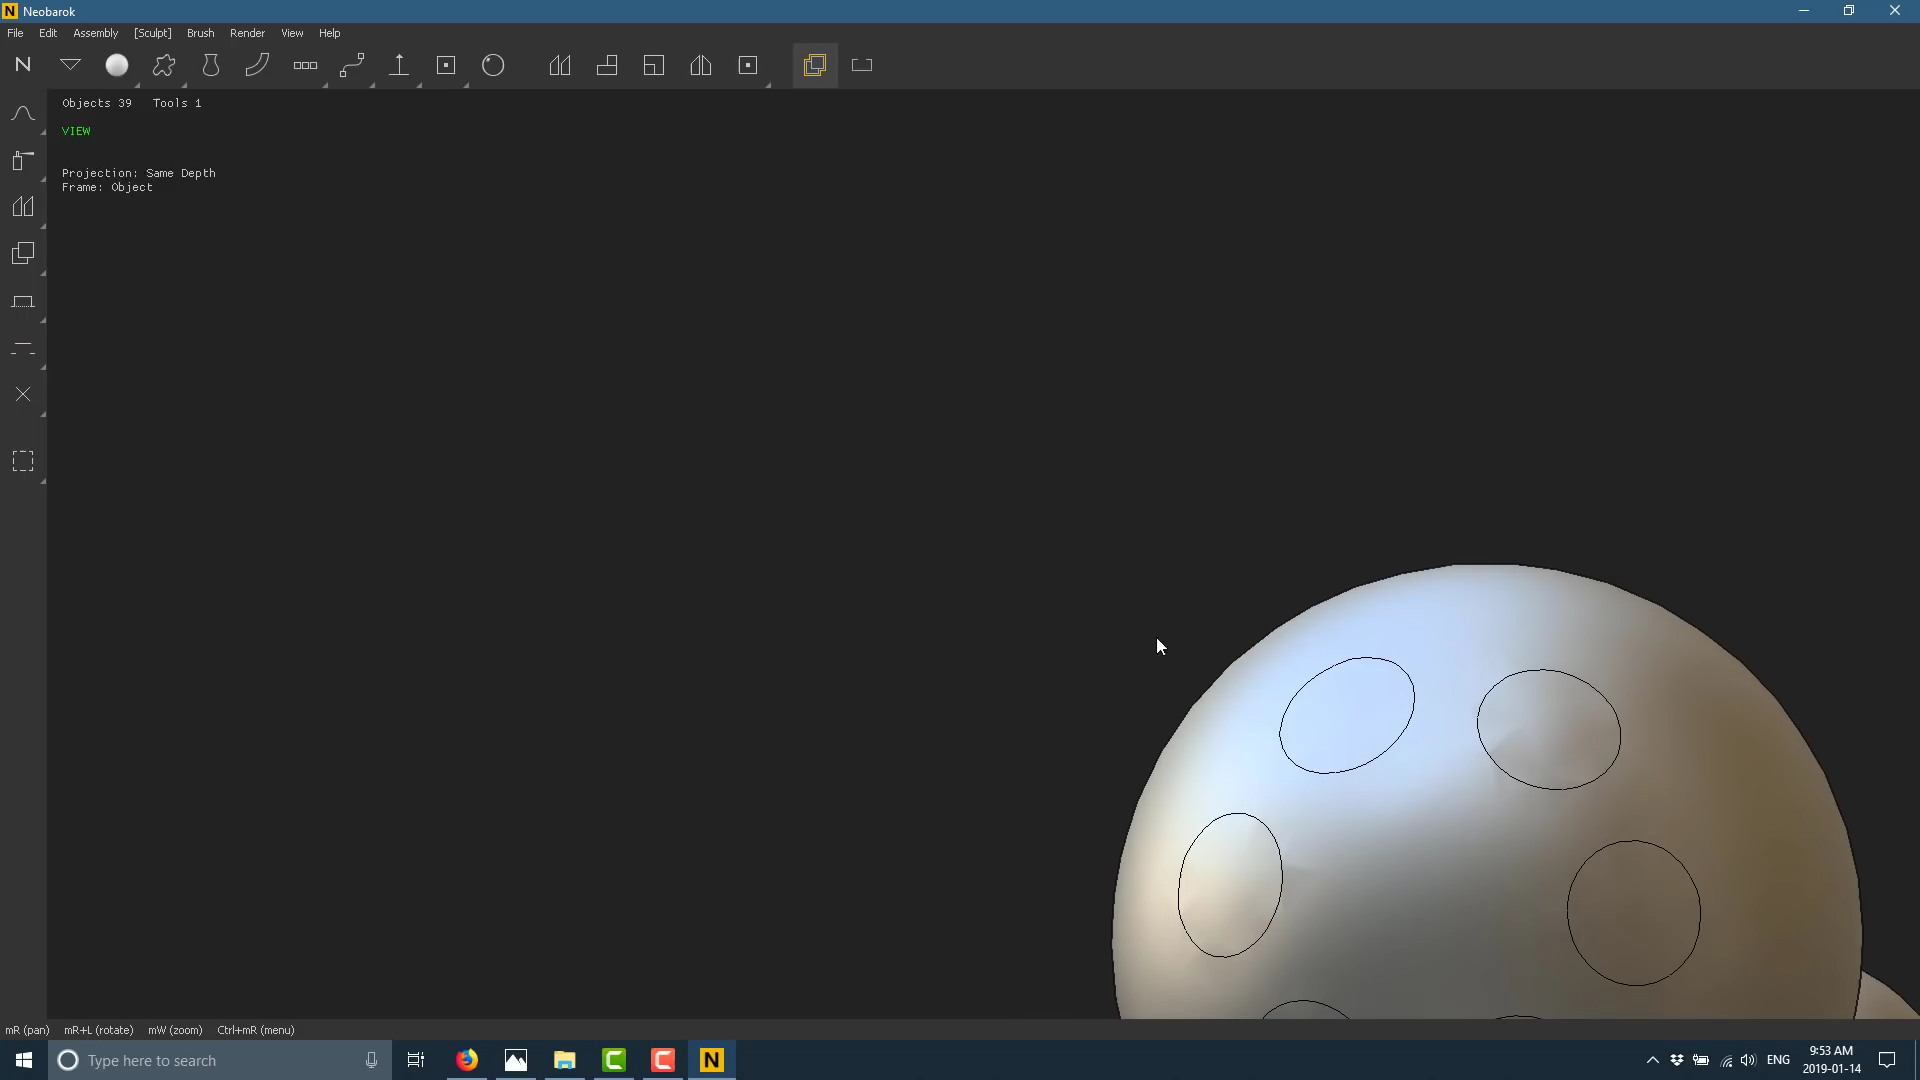 Neobarok
File Edit Assembly [Sculpt] Brush Render View Help
Objects 39 Tools 1
VIEW
Projection: Same Depth
Frame: Object
mR (pan) mR+L (rotate) mW (zoom) Ctrl+mR (menu)
Type here to search
ENG
9:53 AM
2019-01-14